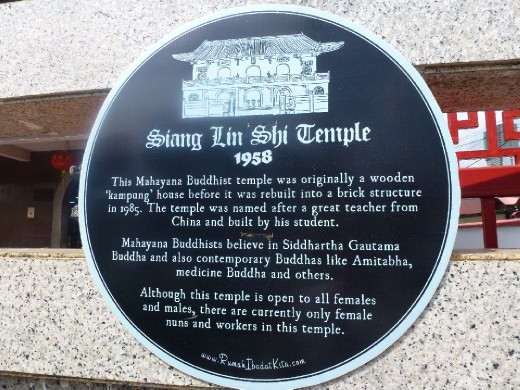 Siang Lin Shi Temple
1958
This Mahayana Buddhist temple was originally a wooden
'kampung' house before it was rebuilt into a brick structure
in 1985. The temple was named after a great teacher from
China and built by his student.
Mahayana Buddhists believe in Siddhartha Gautama
Buddha and also contemporary Buddhas like Amitabha,
medicine Buddha and others.
Although this temple is open to all females
and males, there are currently only female
nuns and workers in this temple.
www.RumahIbadatKita.com